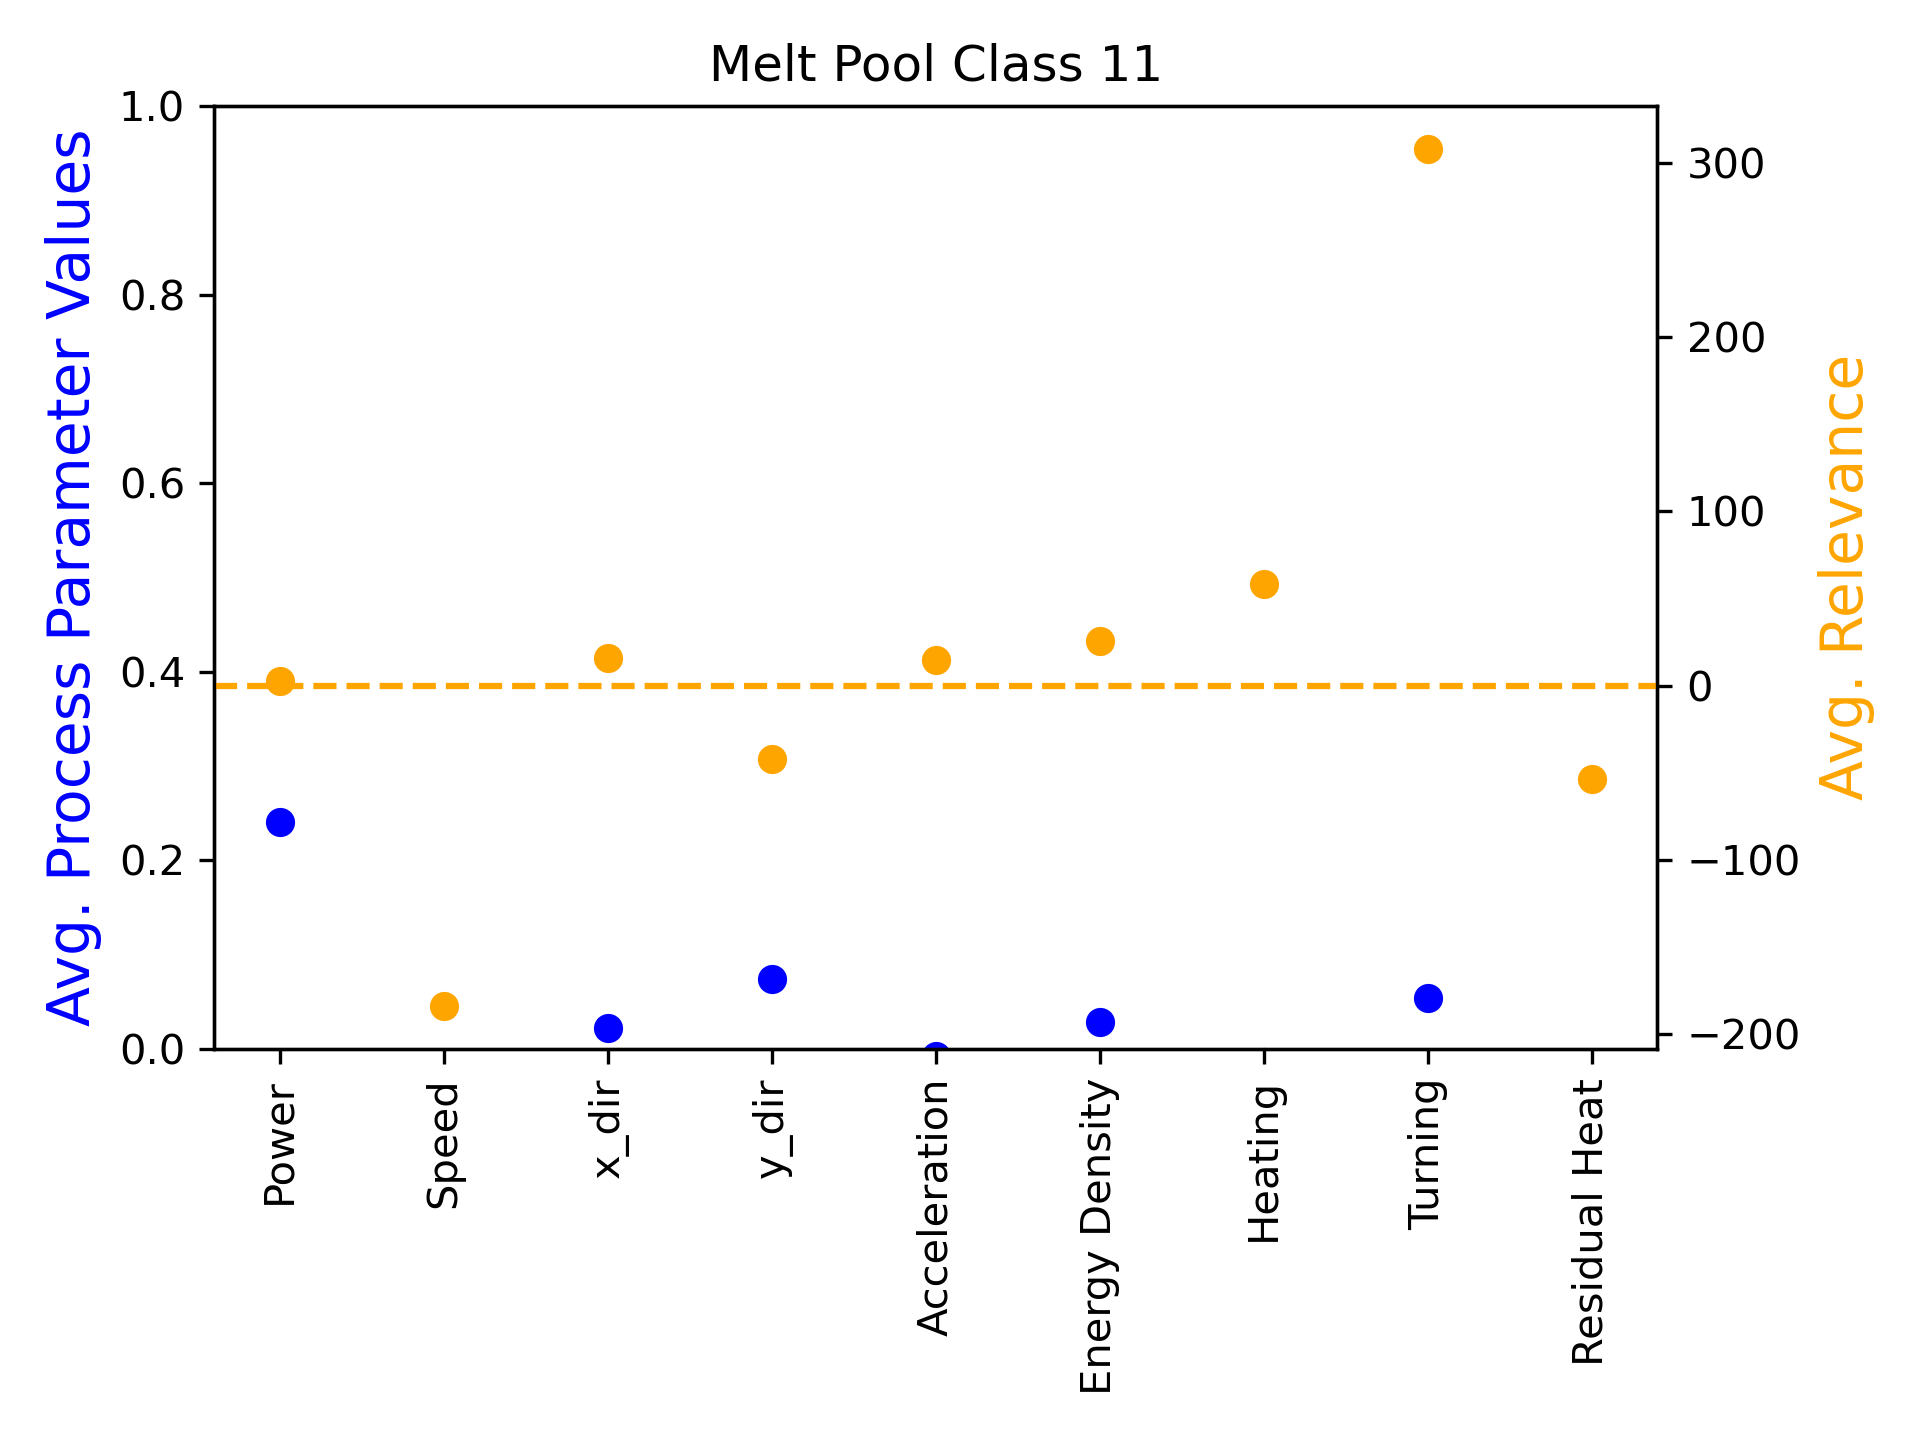 Melt Pool Class 11
Avg. Process Parameter Values
1.0
0.8
0.6
0.4
0.2
0.0
300
200
100
0
−100
−200
Avg. Relevance
Power
Speed
x_dir
y_dir
Acceleration
Energy Density
Heating
Turning
Residual Heat